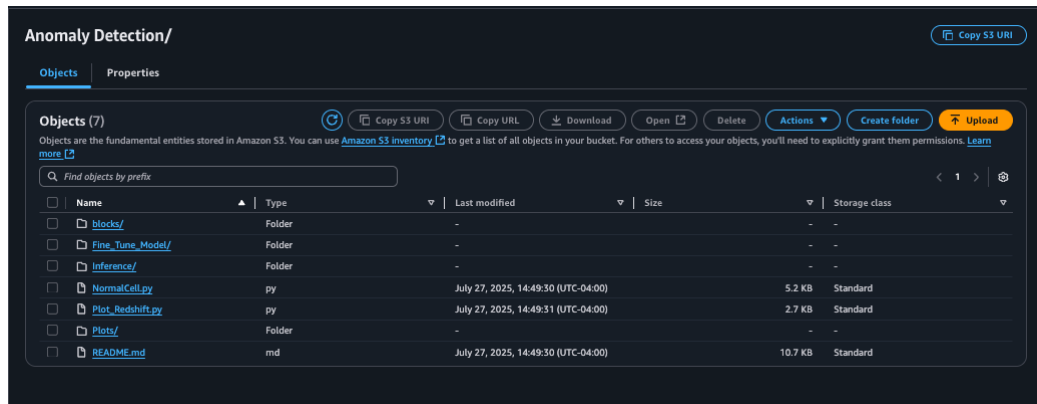 Anomaly Detection/
Copy S3 URI
Objects Properties
Objects (7) Copy S3 URI Copy URL Download Open Delete Actions Create folder Upload
Objects are the fundamental entities stored in Amazon S3. You can use Amazon S3 inventory to get a list of all objects in your bucket. For others to access your objects, you'll need to explicitly grant them permissions. Learn
more
Find objects by prefix 1
Name Type Last modified Size Storage class
blocks/ Folder - - -
Fine_Tune_Model/ Folder - - -
Inference/ Folder - - -
NormalCell.py py July 27, 2025, 14:49:30 (UTC-04:00) 5.2 KB Standard
Plot_Redshift.py py July 27, 2025, 14:49:31 (UTC-04:00) 2.7 KB Standard
Plots/ Folder - - -
README.md md July 27, 2025, 14:49:30 (UTC-04:00) 10.7 KB Standard